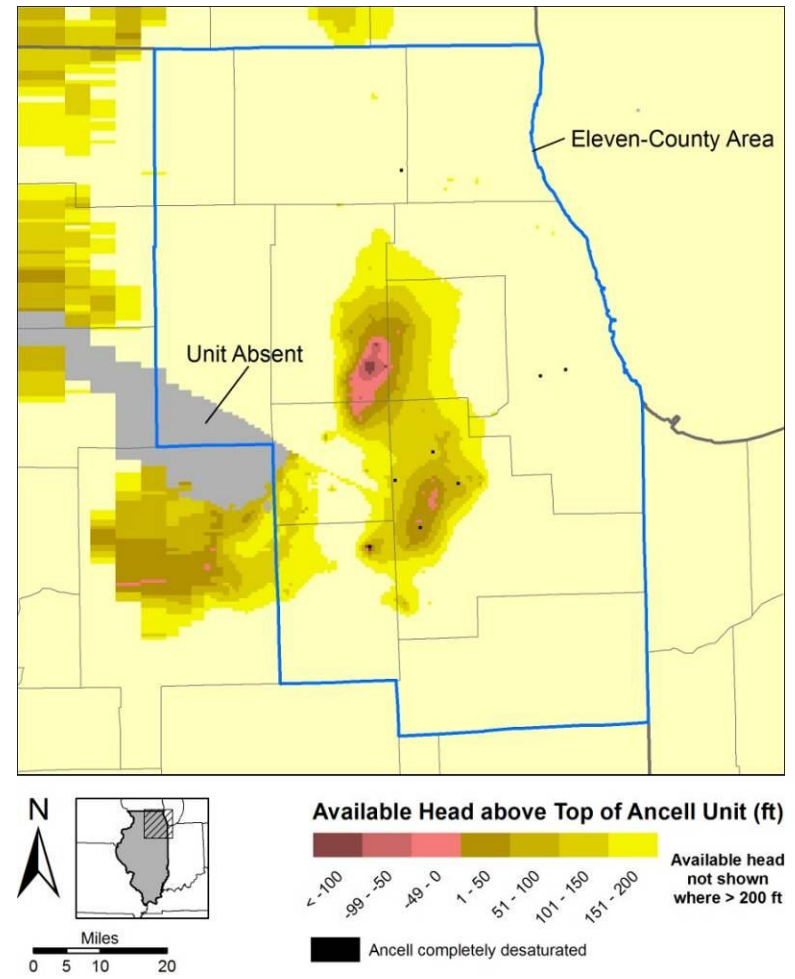 Eleven-County Area
Unit Absent
N
Miles
0 5 10 20
Available Head above Top of Ancell Unit (ft)
< -100
-99 - -50
-49 - 0
1 - 50
51 - 100
101 - 150
151 - 200
Available head
not shown
where > 200 ft
Ancell completely desaturated